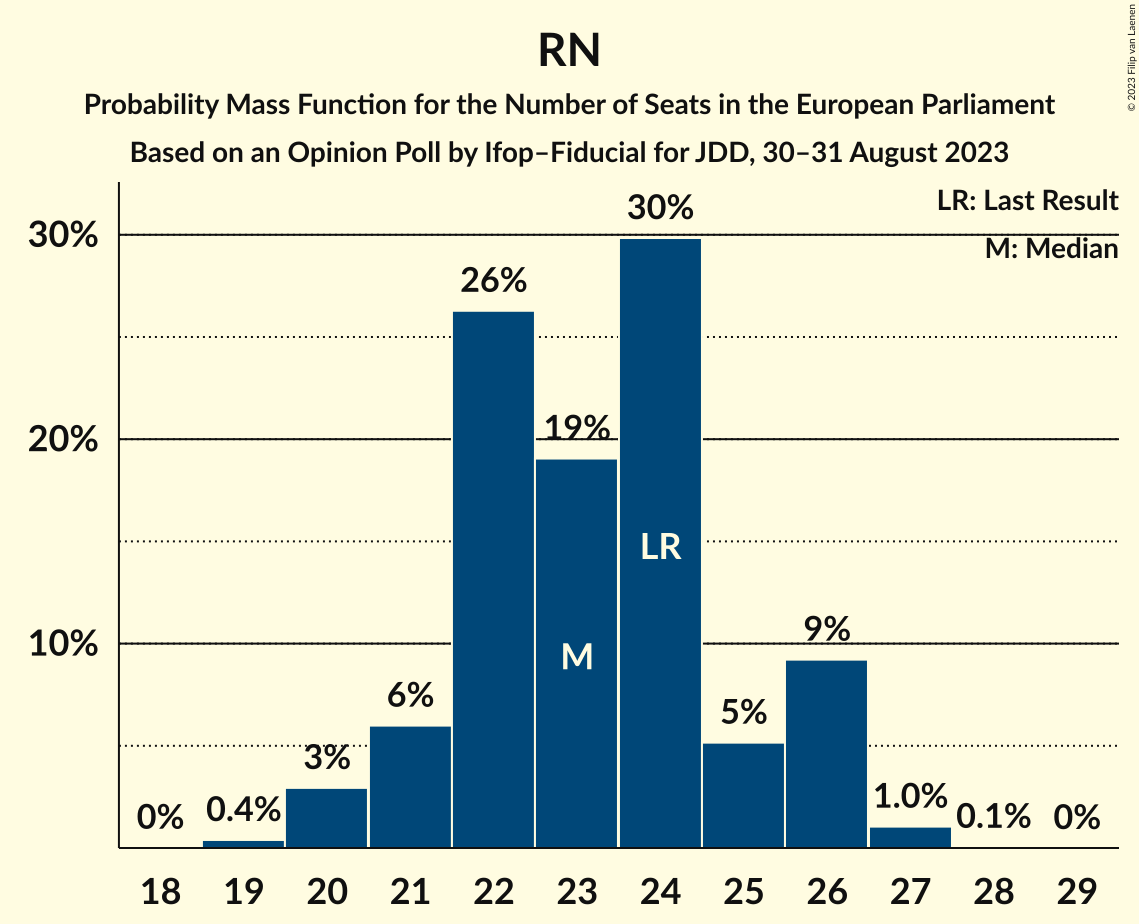 RN
Probability Mass Function for the Number of Seats in the European Parliament
Based on an Opinion Poll by Ifop–Fiducial for JDD, 30–31 August 2023
© 2023 Filip van Laenen
LR: Last Result
M: Median
30%
20%
10%
0%
0.4%
3%
6%
26%
19%
30%
5%
9%
1.0%
0.1%
0%
M
LR
18 19 20 21 22 23 24 25 26 27 28 29